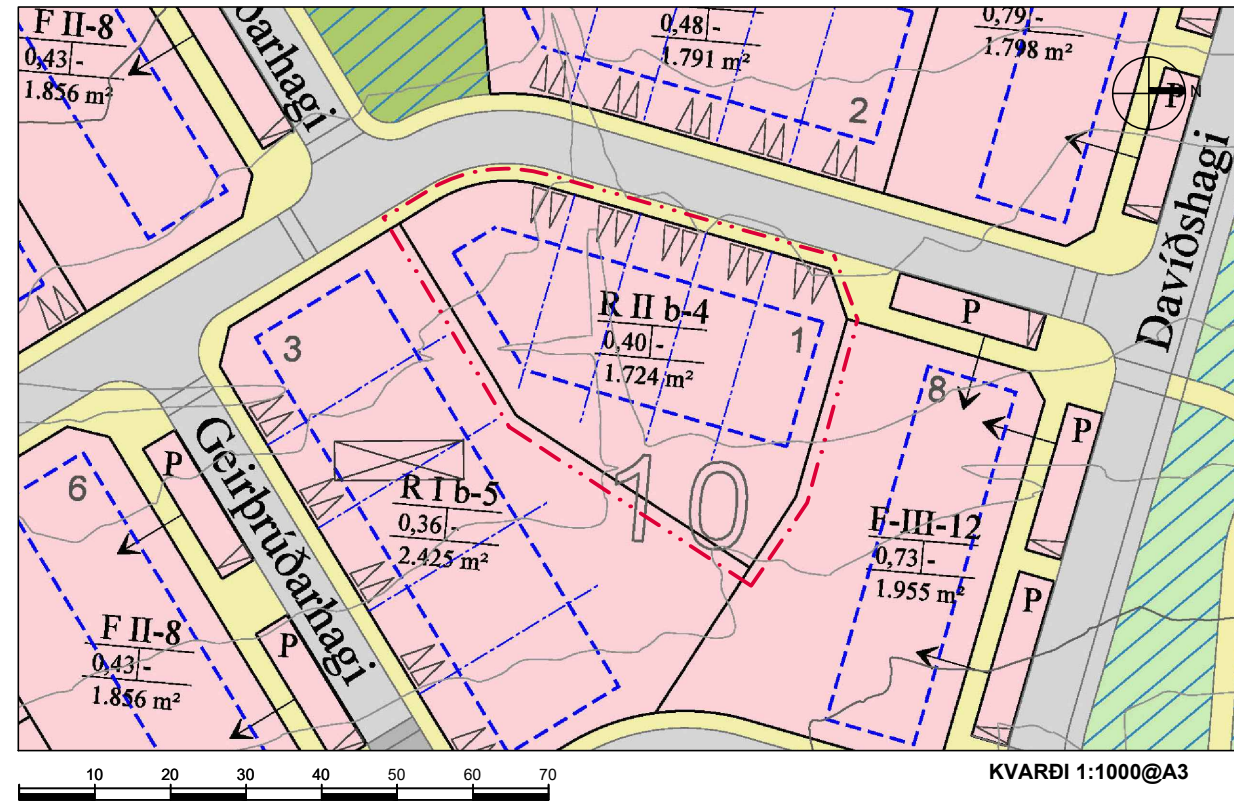 F II-8
0,43 -
1.856 m²
0,48 -
1.791 m²
2
0,79 -
1.798 m²
P
N
Davíðshagi
R II b-4
0,40 -
1.724 m²
1
P
3
8
P
Geirþrúðarhagi
P
6
R I b-5
0,36 -
2.425 m²
10
F-III-12
0,73 -
1.955 m²
P
F II-8
0,43 -
1.856 m²
P
10 20 30 40 50 60 70
KVARÐI 1:1000@A3